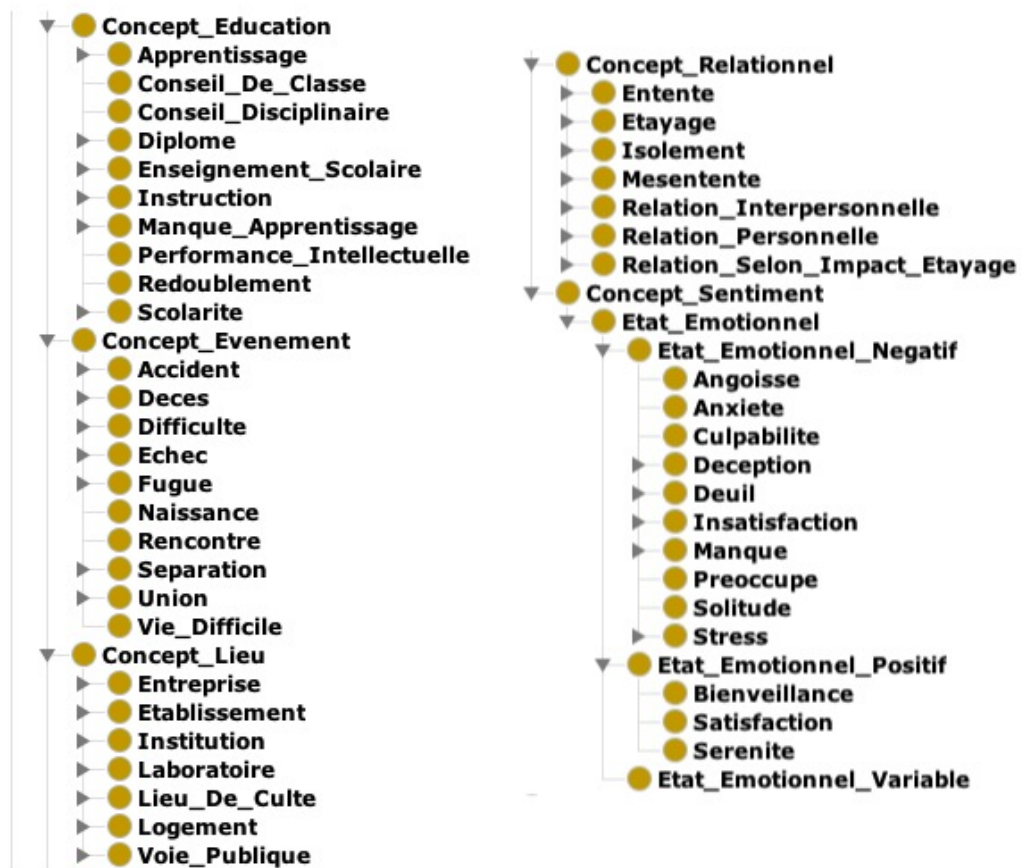 Concept_Education
Apprentissage
Conseil_De_Classe
Conseil_Disciplinaire
Diplome
Enseignement_Scolaire
Instruction
Manque_Apprentissage
Performance_Intellectuelle
Redoublement
Scolarite
Concept_Evenement
Accident
Deces
Difficulte
Echec
Fugue
Naissance
Rencontre
Separation
Union
Vie_Difficile
Concept_Lieu
Entreprise
Etablissement
Institution
Laboratoire
Lieu_De_Culte
Logement
Voie_Publique
Concept_Relationnel
Entente
Etayage
Isolement
Mesentente
Relation_Interpersonnelle
Relation_Personnelle
Relation_Selon_Impact_Etayage
Concept_Sentiment
Etat_Emotionnel
Etat_Emotionnel_Negatif
Angoisse
Anxiete
Culpabilite
Deception
Deuil
Insatisfaction
Manque
Preoccupe
Solitude
Stress
Etat_Emotionnel_Positif
Bienveillance
Satisfaction
Serenite
Etat_Emotionnel_Variable